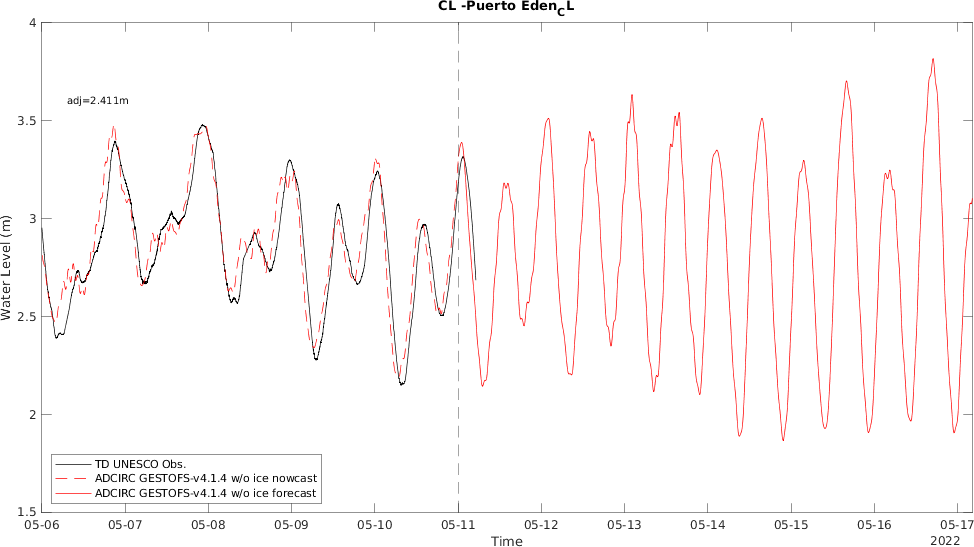 CL -Puerto Eden_CL
4
adj=2.411m
3.5
3
Water Level (m)
2.5
2
TD UNESCO Obs.
ADCIRC GESTOFS-v4.1.4 w/o ice nowcast
ADCIRC GESTOFS-v4.1.4 w/o ice forecast
1.5
05-06 05-07 05-08 05-09 05-10 05-11 05-12 05-13 05-14 05-15 05-16 05-17
Time 2022